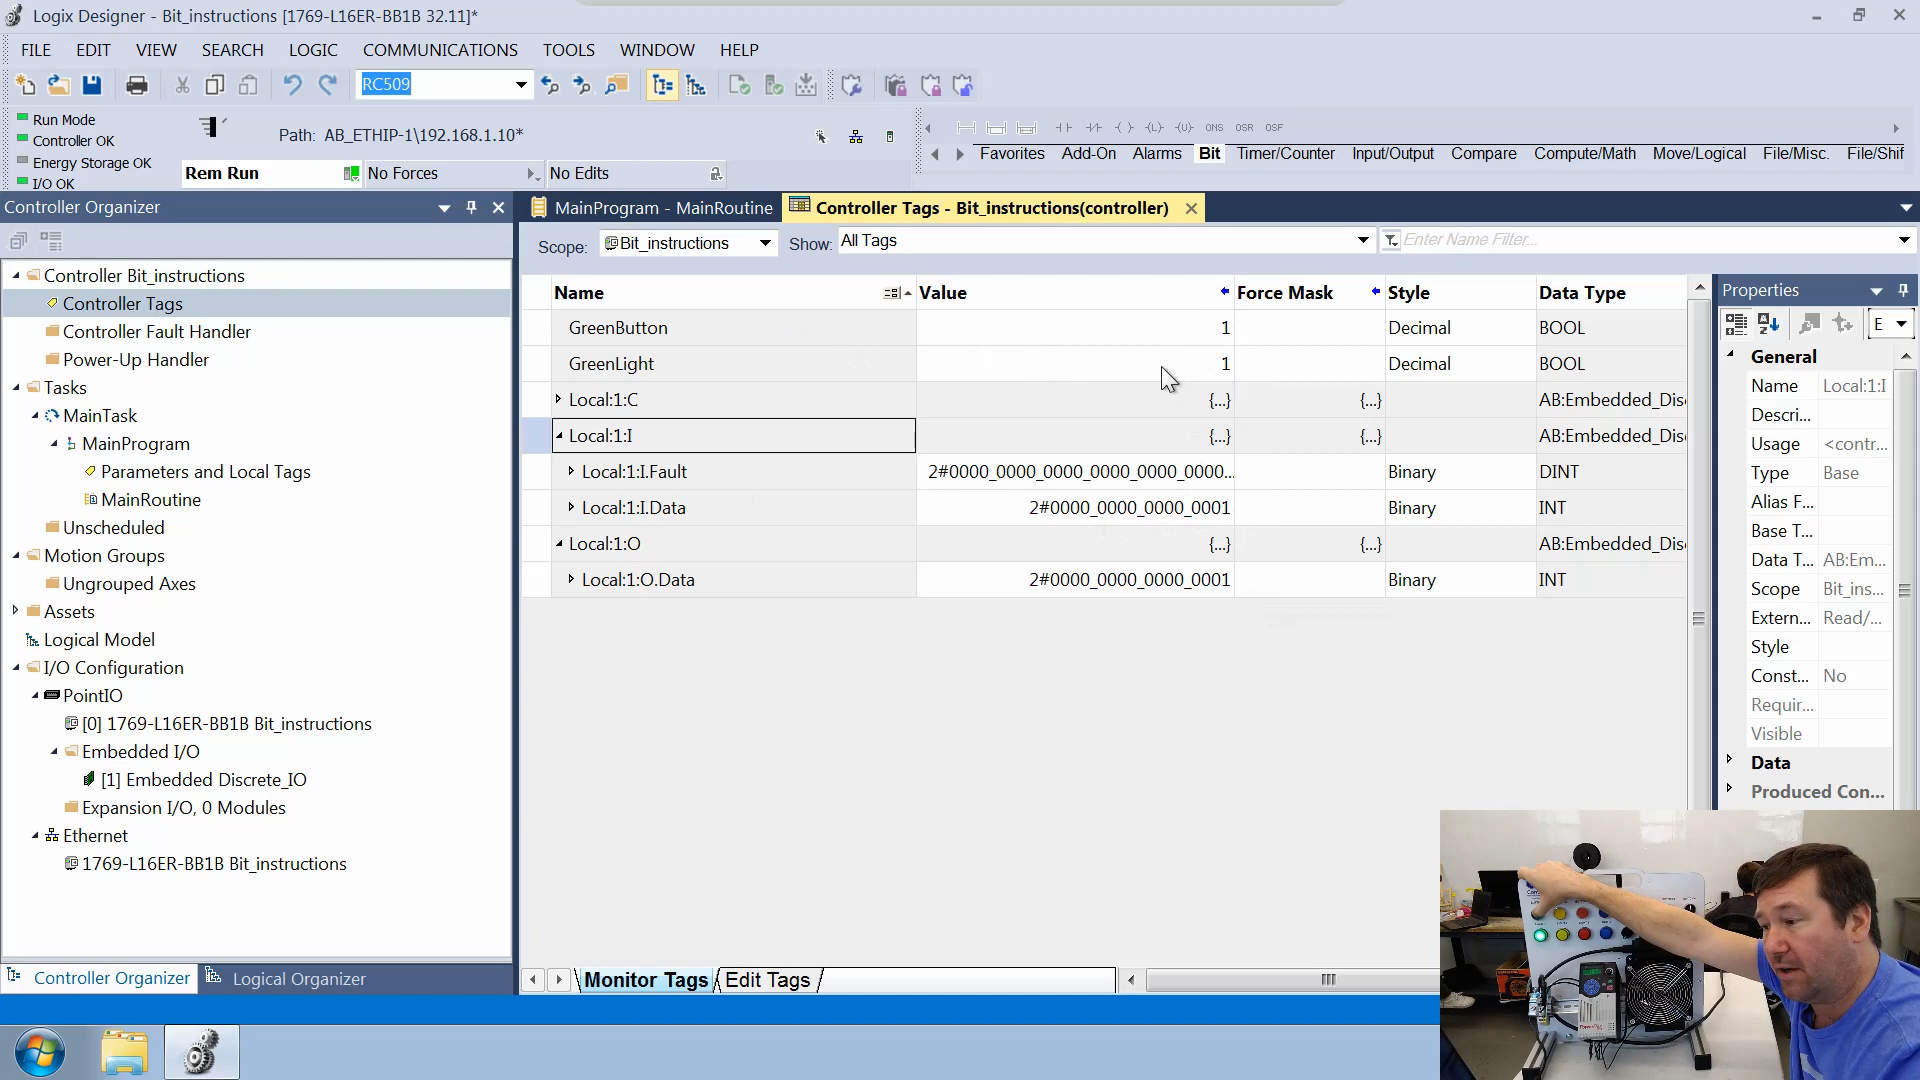 Logix Designer - Bit_instructions [1769-L16ER-BB1B 32.11]*
FILE EDIT VIEW SEARCH LOGIC COMMUNICATIONS TOOLS WINDOW HELP
RC509
Run Mode
Controller OK
Energy Storage OK
I/O OK
Path: AB_ETHIP-1\192.168.1.10*
Rem Run No Forces No Edits
ONS OSR OSF
Favorites Add-On Alarms Bit Timer/Counter Input/Output Compare Compute/Math Move/Logical File/Misc. File/Shif
Controller Organizer
MainProgram - MainRoutine
Controller Tags - Bit_instructions(controller)
Scope: Bit_instructions Show: All Tags Enter Name Filter...
Controller Bit_instructions
Controller Tags
Controller Fault Handler
Power-Up Handler
Tasks
MainTask
MainProgram
Parameters and Local Tags
MainRoutine
Unscheduled
Motion Groups
Ungrouped Axes
Assets
Logical Model
I/O Configuration
PointIO
[0] 1769-L16ER-BB1B Bit_instructions
Embedded I/O
[1] Embedded Discrete_IO
Expansion I/O, 0 Modules
Ethernet
1769-L16ER-BB1B Bit_instructions
Controller Organizer Logical Organizer
Name Value Force Mask Style Data Type
GreenButton 1 Decimal BOOL
GreenLight 1 Decimal BOOL
Local:1:C {...} {...} AB:Embedded_Disc
Local:1:I {...} {...} AB:Embedded_Disc
Local:1:I.Fault 2#0000_0000_0000_0000_0000_0000... Binary DINT
Local:1:I.Data 2#0000_0000_0000_0001 Binary INT
Local:1:O {...} {...} AB:Embedded_Disc
Local:1:O.Data 2#0000_0000_0000_0001 Binary INT
Monitor Tags Edit Tags
Properties
E
General
Name Local:1:I
Descri...
Usage <contr...
Type Base
Alias F...
Base T...
Data T... AB:Em...
Scope Bit_ins...
Extern... Read/...
Style
Const... No
Requir...
Visible
Data
Produced Con...